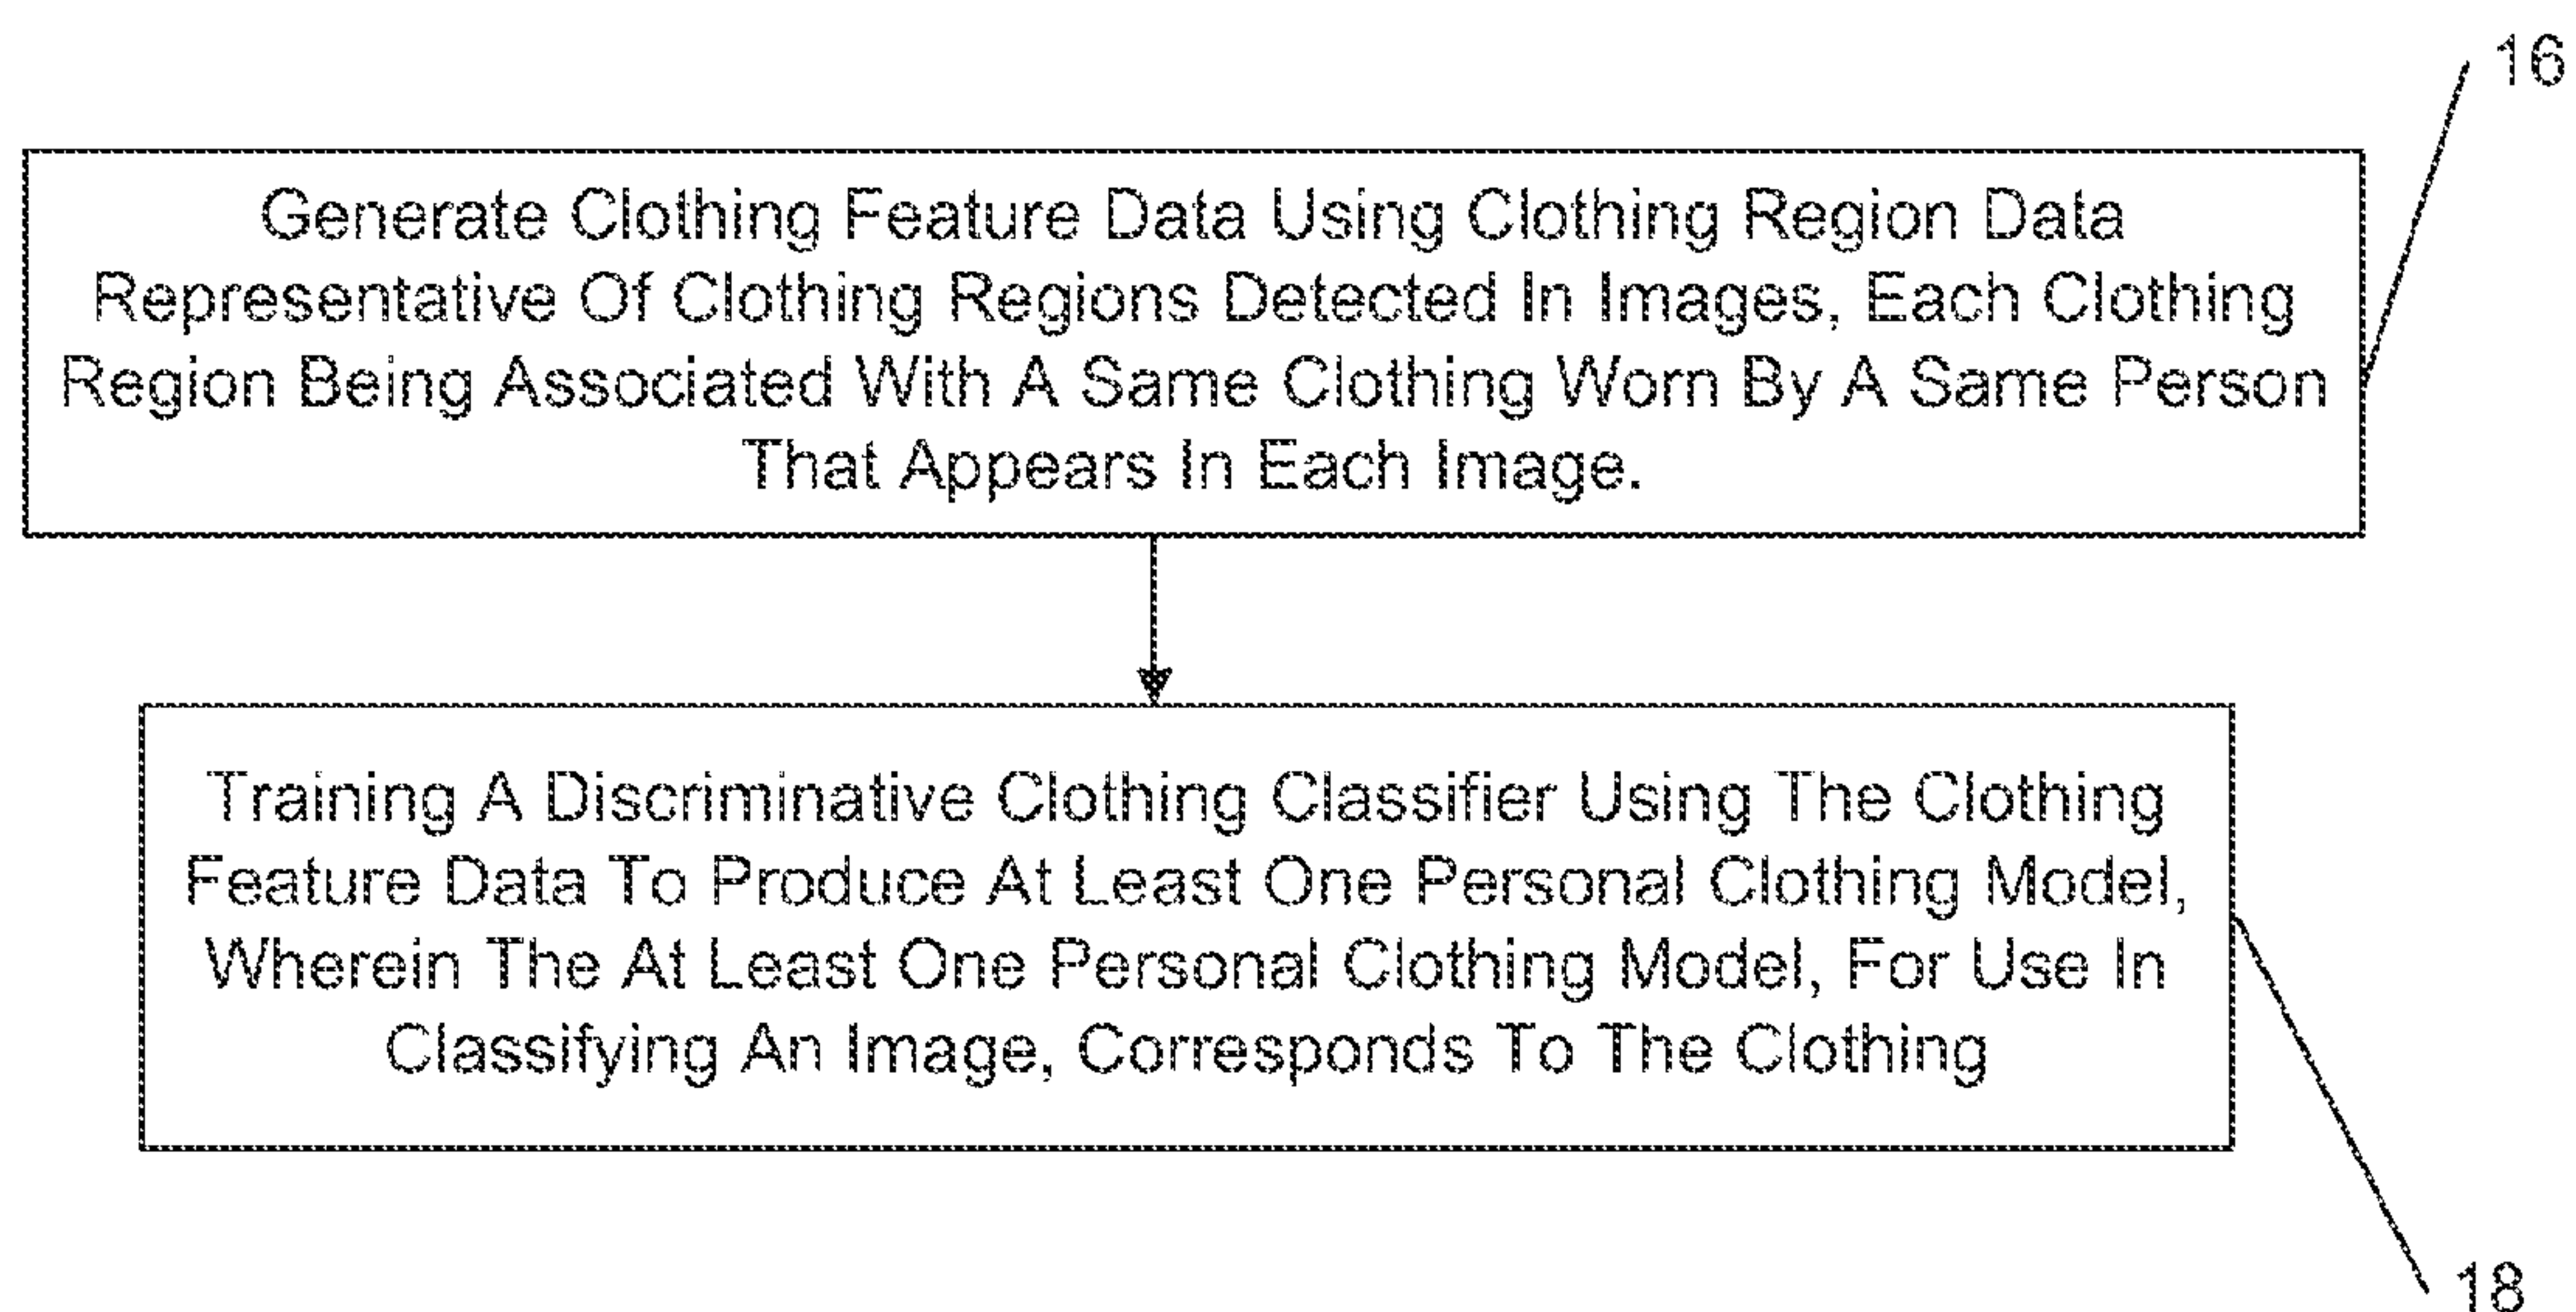 16
Generate Clothing Feature Data Using Clothing Region Data
Representative Of Clothing Regions Detected In Images, Each Clothing
Region Being Associated With A Same Clothing Worn By A Same Person
That Appears In Each Image.
Training A Discriminative Clothing Classifier Using The Clothing
Feature Data To Produce At Least One Personal Clothing Model,
Wherein The At Least One Personal Clothing Model, For Use In
Classifying An Image, Corresponds To The Clothing
18